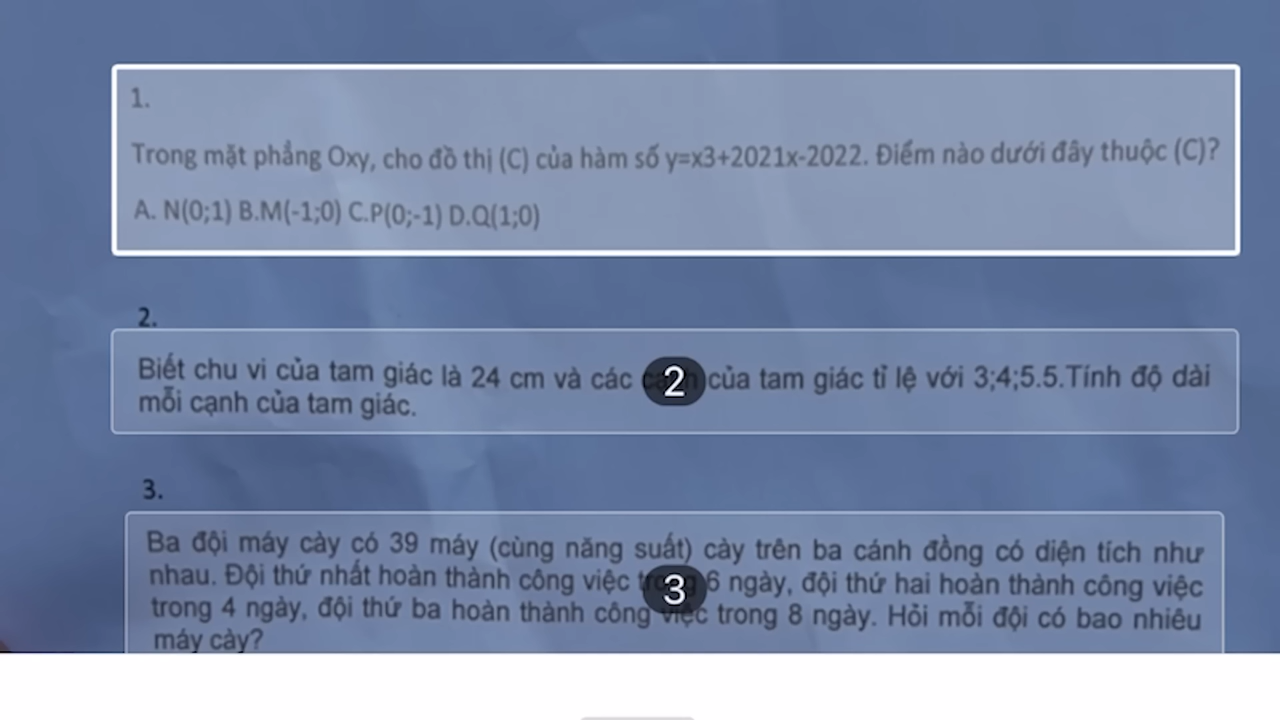 1.
Trong mặt phẳng Oxy, cho đồ thị (C) của hàm số y=x3+2021x-2022. Điểm nào dưới đây thuộc (C)?
A. N(0;1) B.M(-1;0) C.P(0;-1) D.Q(1;0)
2.
Biết chu vi của tam giác là 24 cm và các 2 của tam giác tỉ lệ với 3;4;5.5.Tính độ dài
mỗi cạnh của tam giác.
3.
Ba đội máy cày có 39 máy (cùng năng suất) cày trên ba cánh đồng có diện tích như
nhau. Đội thứ nhất hoàn thành công việc 3 6 ngày, đội thứ hai hoàn thành công việc
trong 4 ngày, đội thứ ba hoàn thành công việc trong 8 ngày. Hỏi mỗi đội có bao nhiêu
máy cày?